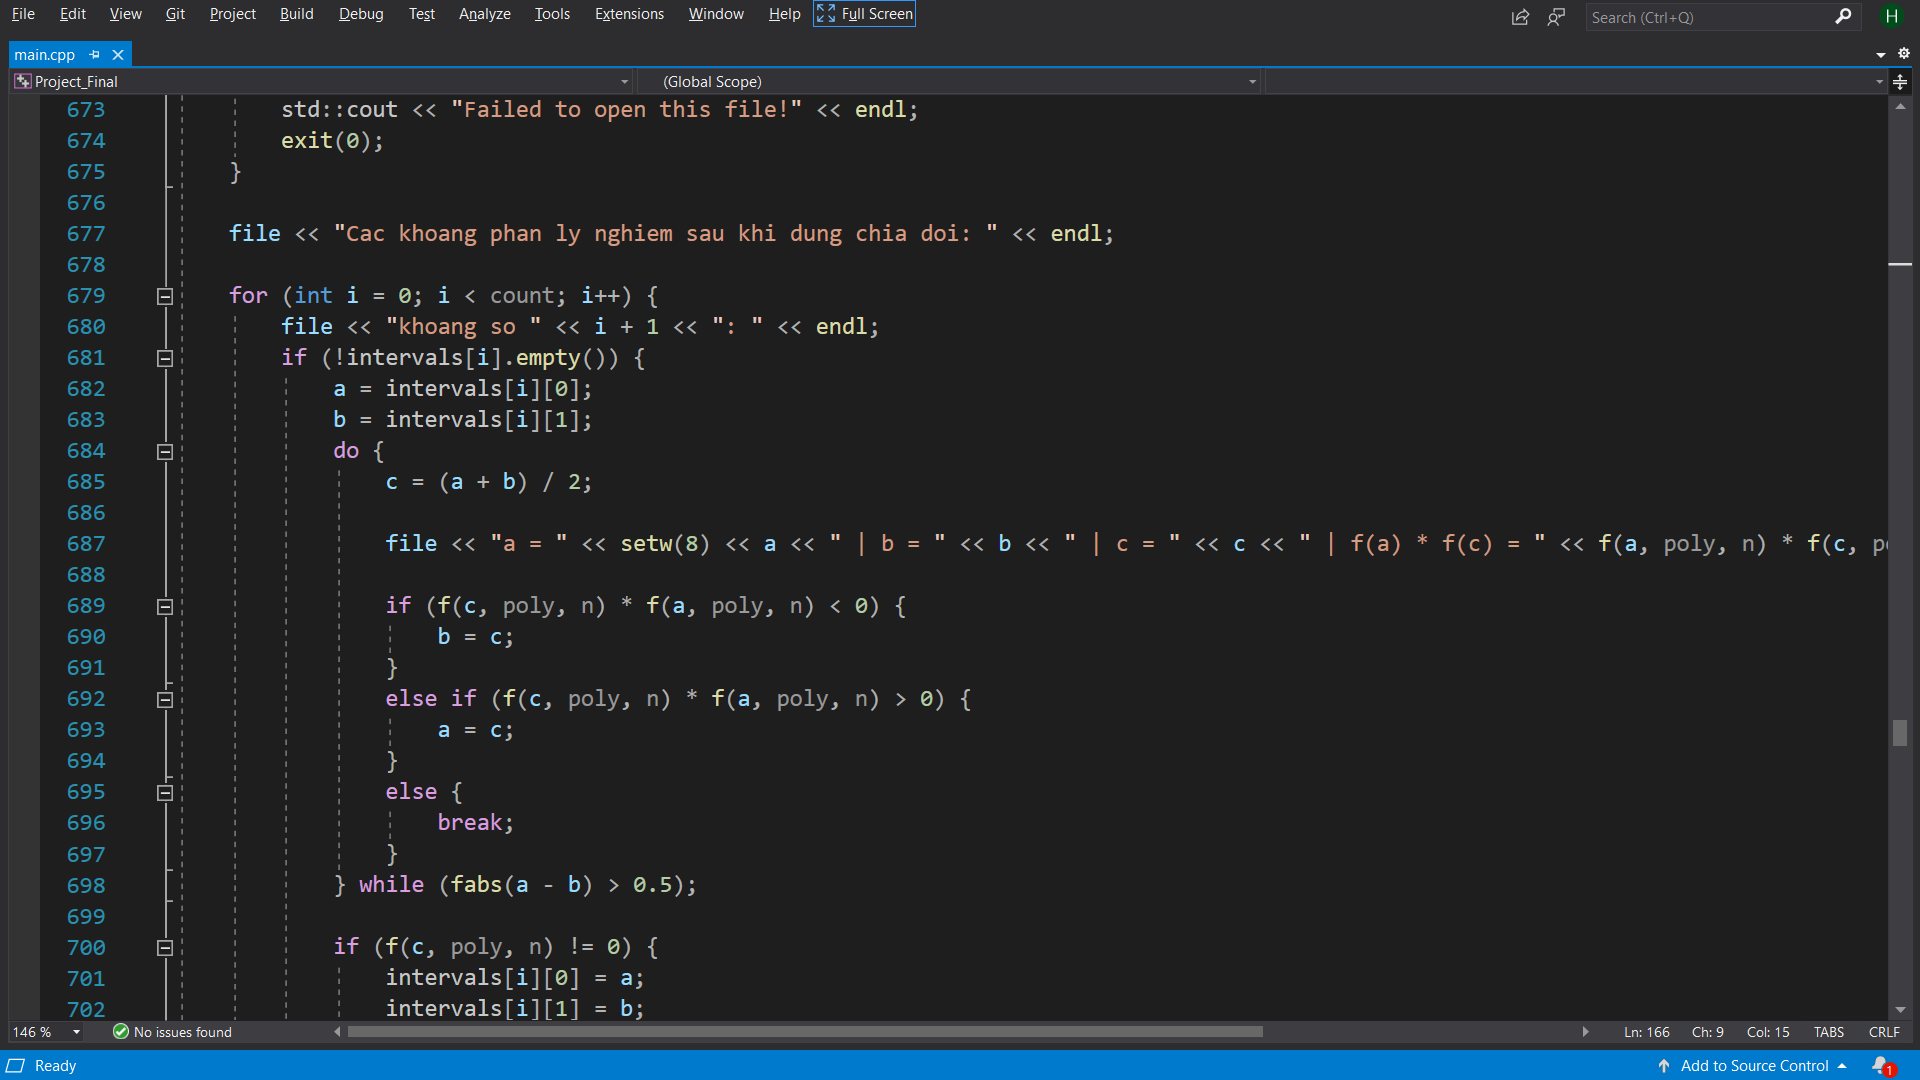 File Edit View Git Project Build Debug Test Analyze Tools Extensions Window Help Full Screen Search (Ctrl+Q) H
main.cpp
Project_Final (Global Scope)
673 std::cout << "Failed to open this file!" << endl;
674 exit(0);
675 }
676
677 file << "Cac khoang phan ly nghiem sau khi dung chia doi: " << endl;
678
679 for (int i = 0; i < count; i++) {
680 file << "khoang so " << i + 1 << ": " << endl;
681 if (!intervals[i].empty()) {
682 a = intervals[i][0];
683 b = intervals[i][1];
684 do {
685 c = (a + b) / 2;
686
687 file << "a = " << setw(8) << a << " | b = " << b << " | c = " << c << " | f(a) * f(c) = " << f(a, poly, n) * f(c, p
688
689 if (f(c, poly, n) * f(a, poly, n) < 0) {
690 b = c;
691 }
692 else if (f(c, poly, n) * f(a, poly, n) > 0) {
693 a = c;
694 }
695 else {
696 break;
697 }
698 } while (fabs(a - b) > 0.5);
699
700 if (f(c, poly, n) != 0) {
701 intervals[i][0] = a;
702 intervals[i][1] = b;
146 % No issues found Ln: 166 Ch: 9 Col: 15 TABS CRLF
Ready Add to Source Control 1